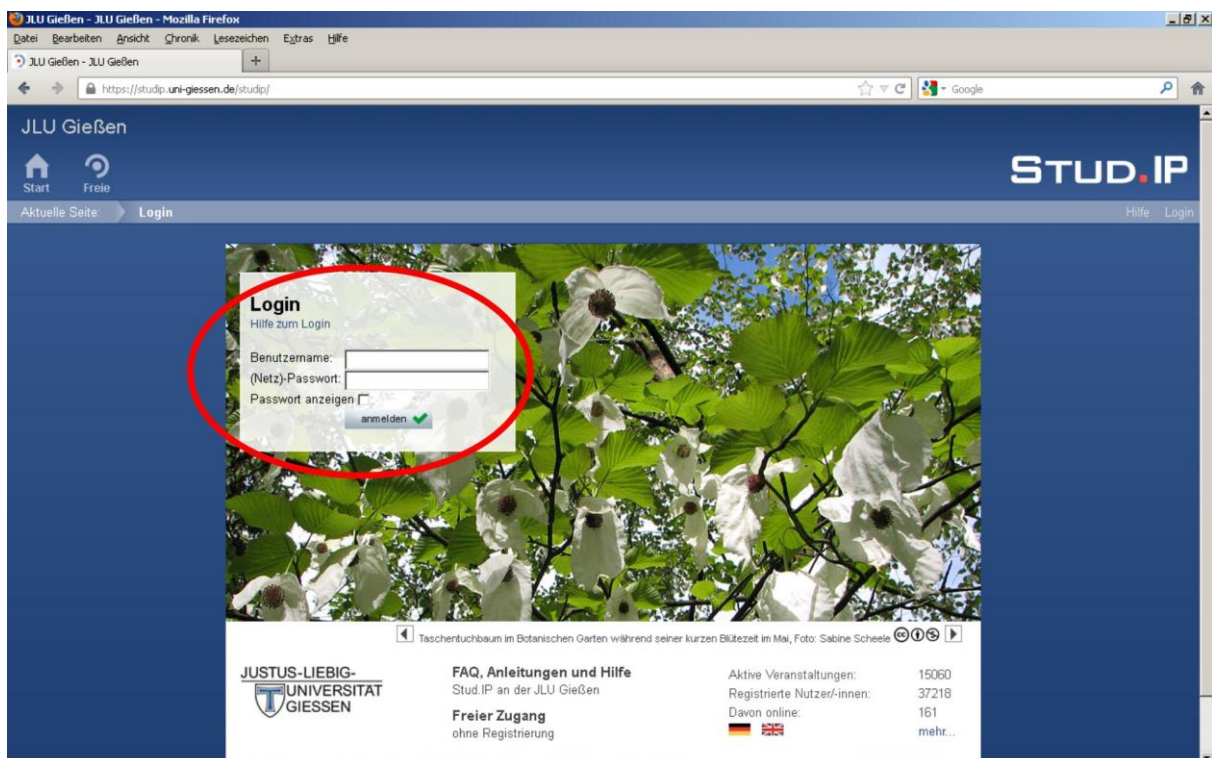 JLU Gießen - JLU Gießen - Mozilla Firefox
Datei Bearbeiten Ansicht Chronik Lesezeichen Extras Hilfe
JLU Gießen - JLU Gießen +
https://studip.uni-giessen.de/studip/ Google
JLU Gießen
Start Freie
STUD.IP
Aktuelle Seite: Login Hilfe Login
Login
Hilfe zum Login
Benutzername:
(Netz)-Passwort:
Passwort anzeigen
anmelden
Taschentuchbaum im Botanischen Garten während seiner kurzen Blütezeit im Mai, Foto: Sabine Scheele
JUSTUS-LIEBIG-
UNIVERSITÄT
GIESSEN
FAQ, Anleitungen und Hilfe
Stud.IP an der JLU Gießen
Freier Zugang
ohne Registrierung
Aktive Veranstaltungen: 15060
Registrierte Nutzer/-innen: 37218
Davon online: 161
mehr...